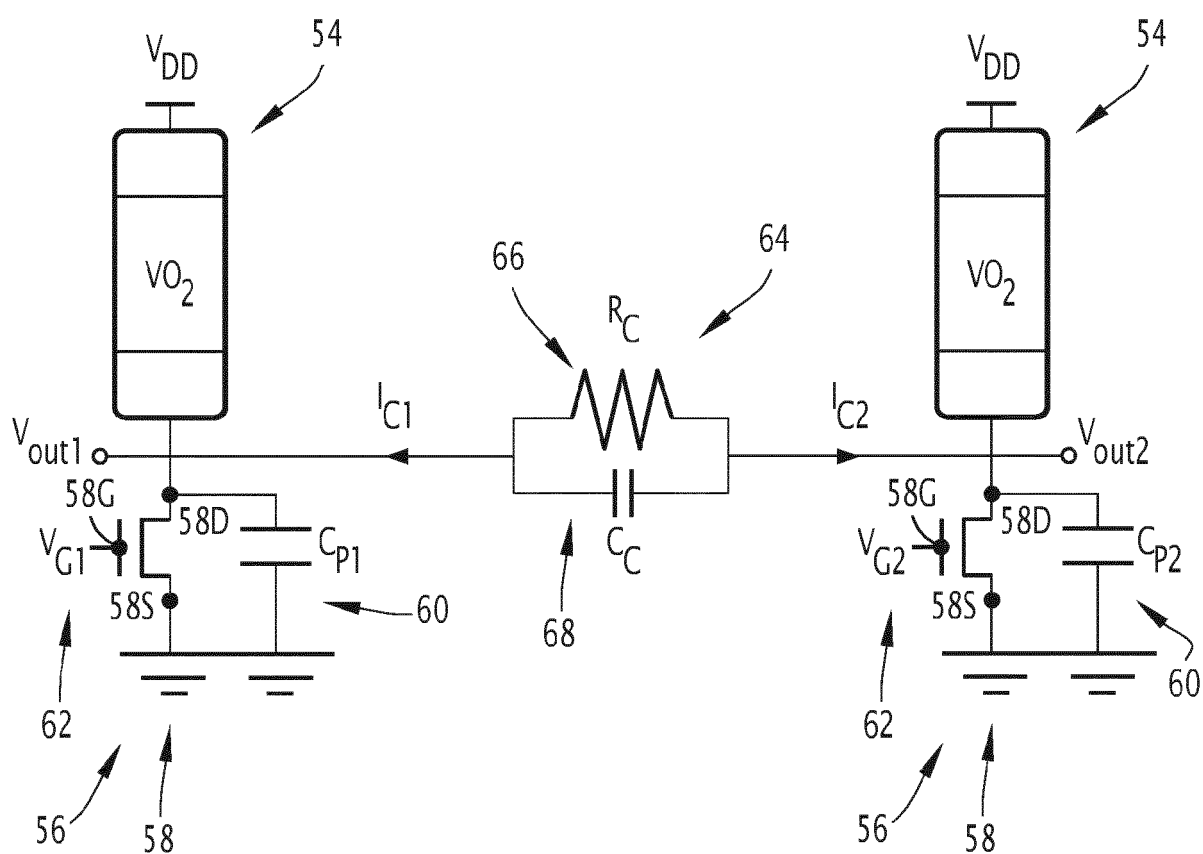 54
54
V_DD
V_DD
66
64
R_C
VO_2
VO_2
I_C1
I_C2
V_out1
V_out2
58G
58D
58G
58D
V_G1
C_P1
C_C
V_G2
C_P2
58S
60
68
58S
60
62
62
56
58
56
58